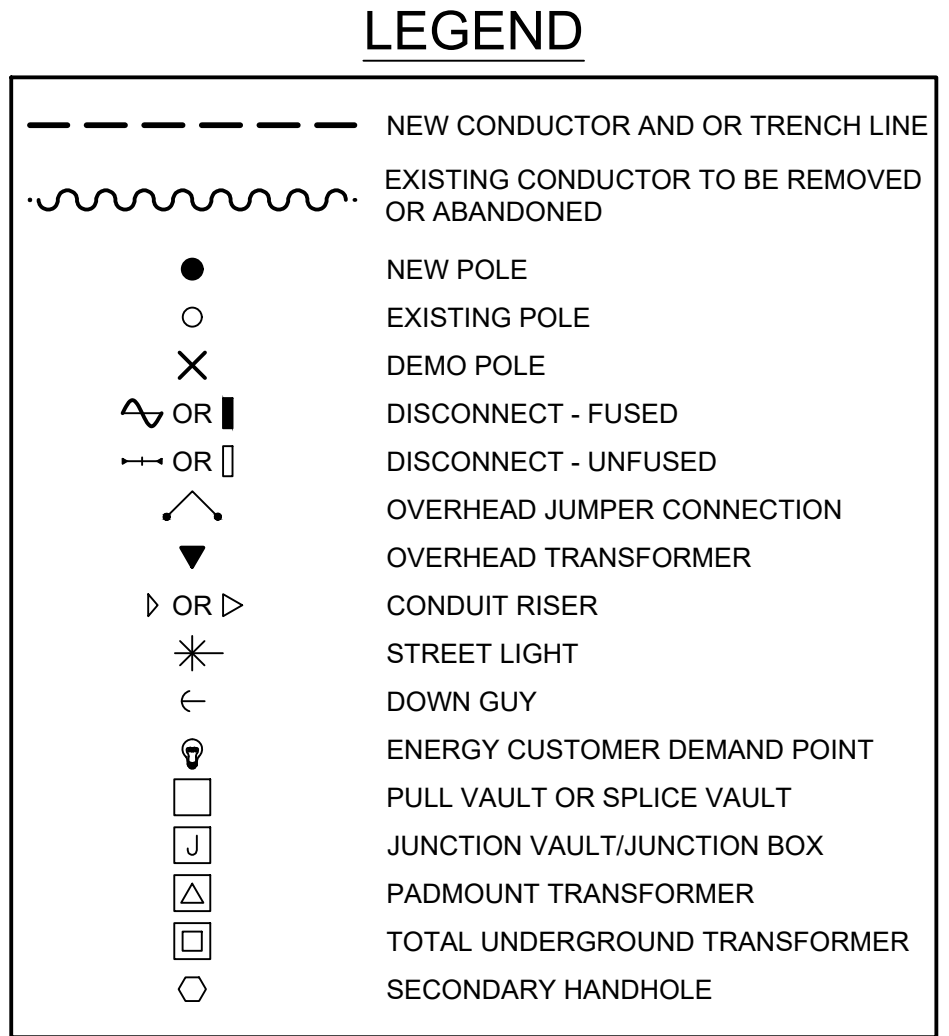 LEGEND
NEW CONDUCTOR AND OR TRENCH LINE
EXISTING CONDUCTOR TO BE REMOVED
OR ABANDONED
NEW POLE
EXISTING POLE
DEMO POLE
OR DISCONNECT - FUSED
OR DISCONNECT - UNFUSED
OVERHEAD JUMPER CONNECTION
OVERHEAD TRANSFORMER
OR CONDUIT RISER
STREET LIGHT
DOWN GUY
ENERGY CUSTOMER DEMAND POINT
PULL VAULT OR SPLICE VAULT
J JUNCTION VAULT/JUNCTION BOX
PADMOUNT TRANSFORMER
TOTAL UNDERGROUND TRANSFORMER
SECONDARY HANDHOLE